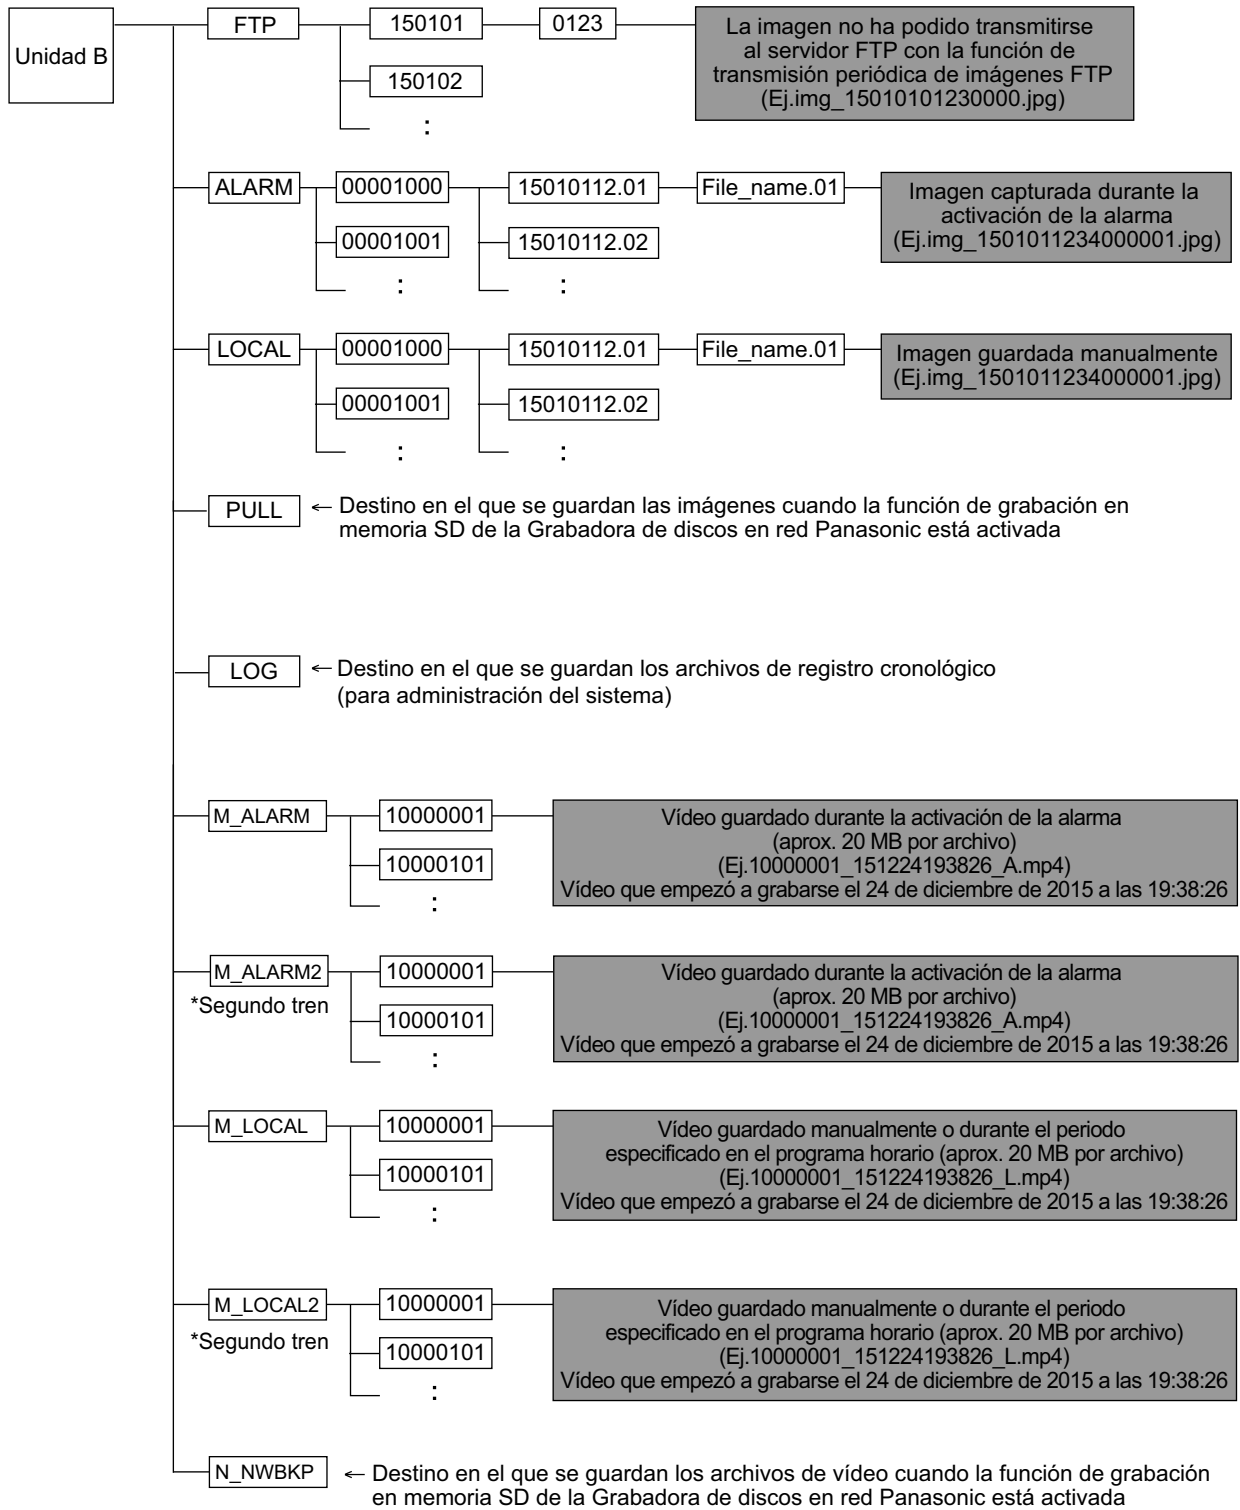 Unidad B
FTP
150101
0123
La imagen no ha podido transmitirse
al servidor FTP con la función de
transmisión periódica de imágenes FTP
(Ej.img_15010101230000.jpg)
150102
:
ALARM
00001000
15010112.01
File_name.01
Imagen capturada durante la
activación de la alarma
(Ej.img_1501011234000001.jpg)
00001001
15010112.02
:
:
LOCAL
00001000
15010112.01
File_name.01
Imagen guardada manualmente
(Ej.img_1501011234000001.jpg)
00001001
15010112.02
:
:
PULL
← Destino en el que se guardan las imágenes cuando la función de grabación en
memoria SD de la Grabadora de discos en red Panasonic está activada
LOG
← Destino en el que se guardan los archivos de registro cronológico
(para administración del sistema)
M_ALARM
10000001
Vídeo guardado durante la activación de la alarma
(aprox. 20 MB por archivo)
(Ej.10000001_151224193826_A.mp4)
Vídeo que empezó a grabarse el 24 de diciembre de 2015 a las 19:38:26
10000101
:
M_ALARM2
*Segundo tren
10000001
Vídeo guardado durante la activación de la alarma
(aprox. 20 MB por archivo)
(Ej.10000001_151224193826_A.mp4)
Vídeo que empezó a grabarse el 24 de diciembre de 2015 a las 19:38:26
10000101
:
M_LOCAL
10000001
Vídeo guardado manualmente o durante el periodo
especificado en el programa horario (aprox. 20 MB por archivo)
(Ej.10000001_151224193826_L.mp4)
Vídeo que empezó a grabarse el 24 de diciembre de 2015 a las 19:38:26
10000101
:
M_LOCAL2
*Segundo tren
10000001
Vídeo guardado manualmente o durante el periodo
especificado en el programa horario (aprox. 20 MB por archivo)
(Ej.10000001_151224193826_L.mp4)
Vídeo que empezó a grabarse el 24 de diciembre de 2015 a las 19:38:26
10000101
:
N_NWBKP
← Destino en el que se guardan los archivos de vídeo cuando la función de grabación
en memoria SD de la Grabadora de discos en red Panasonic está activada